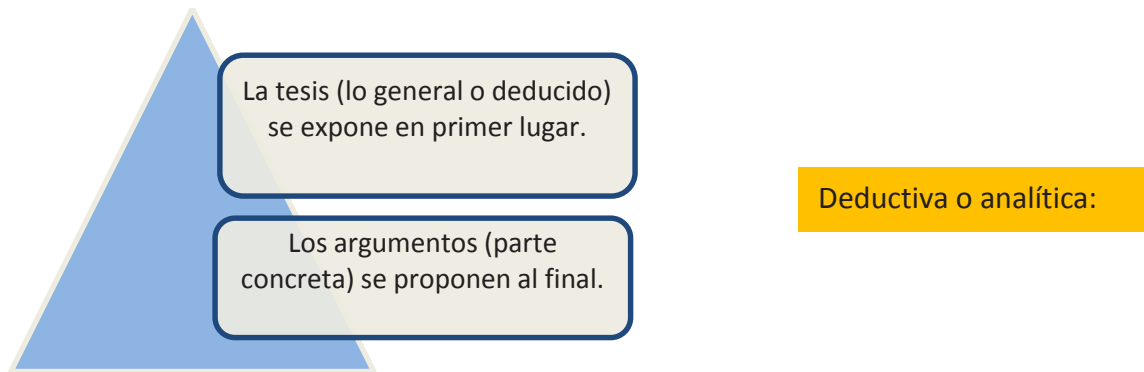 La tesis (lo general o deducido)
se expone en primer lugar.
Los argumentos (parte
concreta) se proponen al final.
Deductiva o analítica: